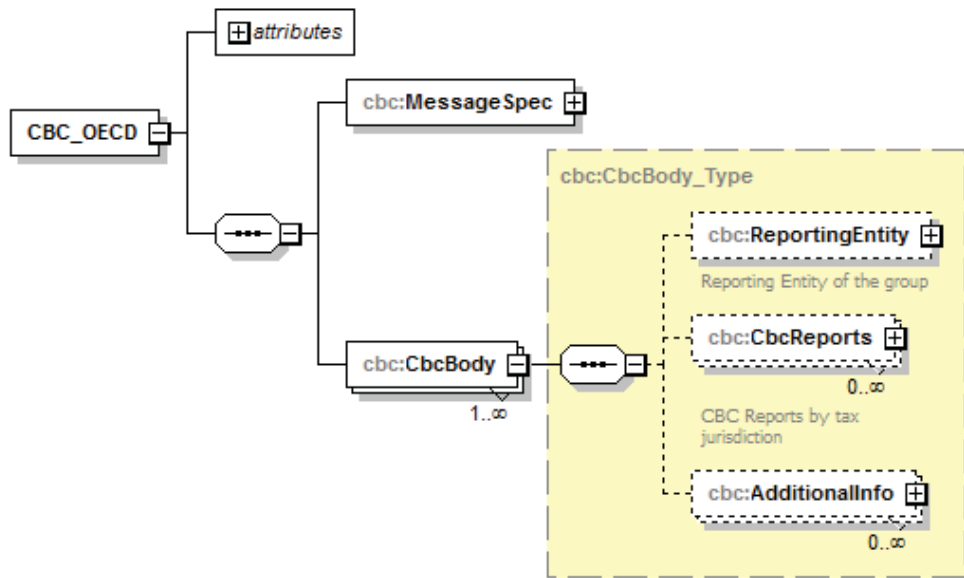 attributes
cbc:MessageSpec
CBC_OECD
cbc:CbcBody_Type
cbc:ReportingEntity
Reporting Entity of the group
cbc:CbcReports
0..∞
CBC Reports by tax
jurisdiction
cbc:CbcBody
1..∞
cbc:AdditionalInfo
0..∞